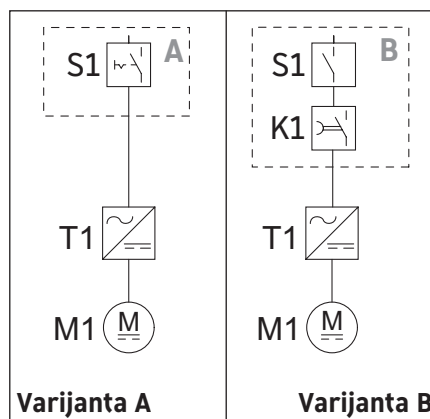 A
S1
T1
M
M1
Varijanta A
B
S1
K1
T1
M
M1
Varijanta B